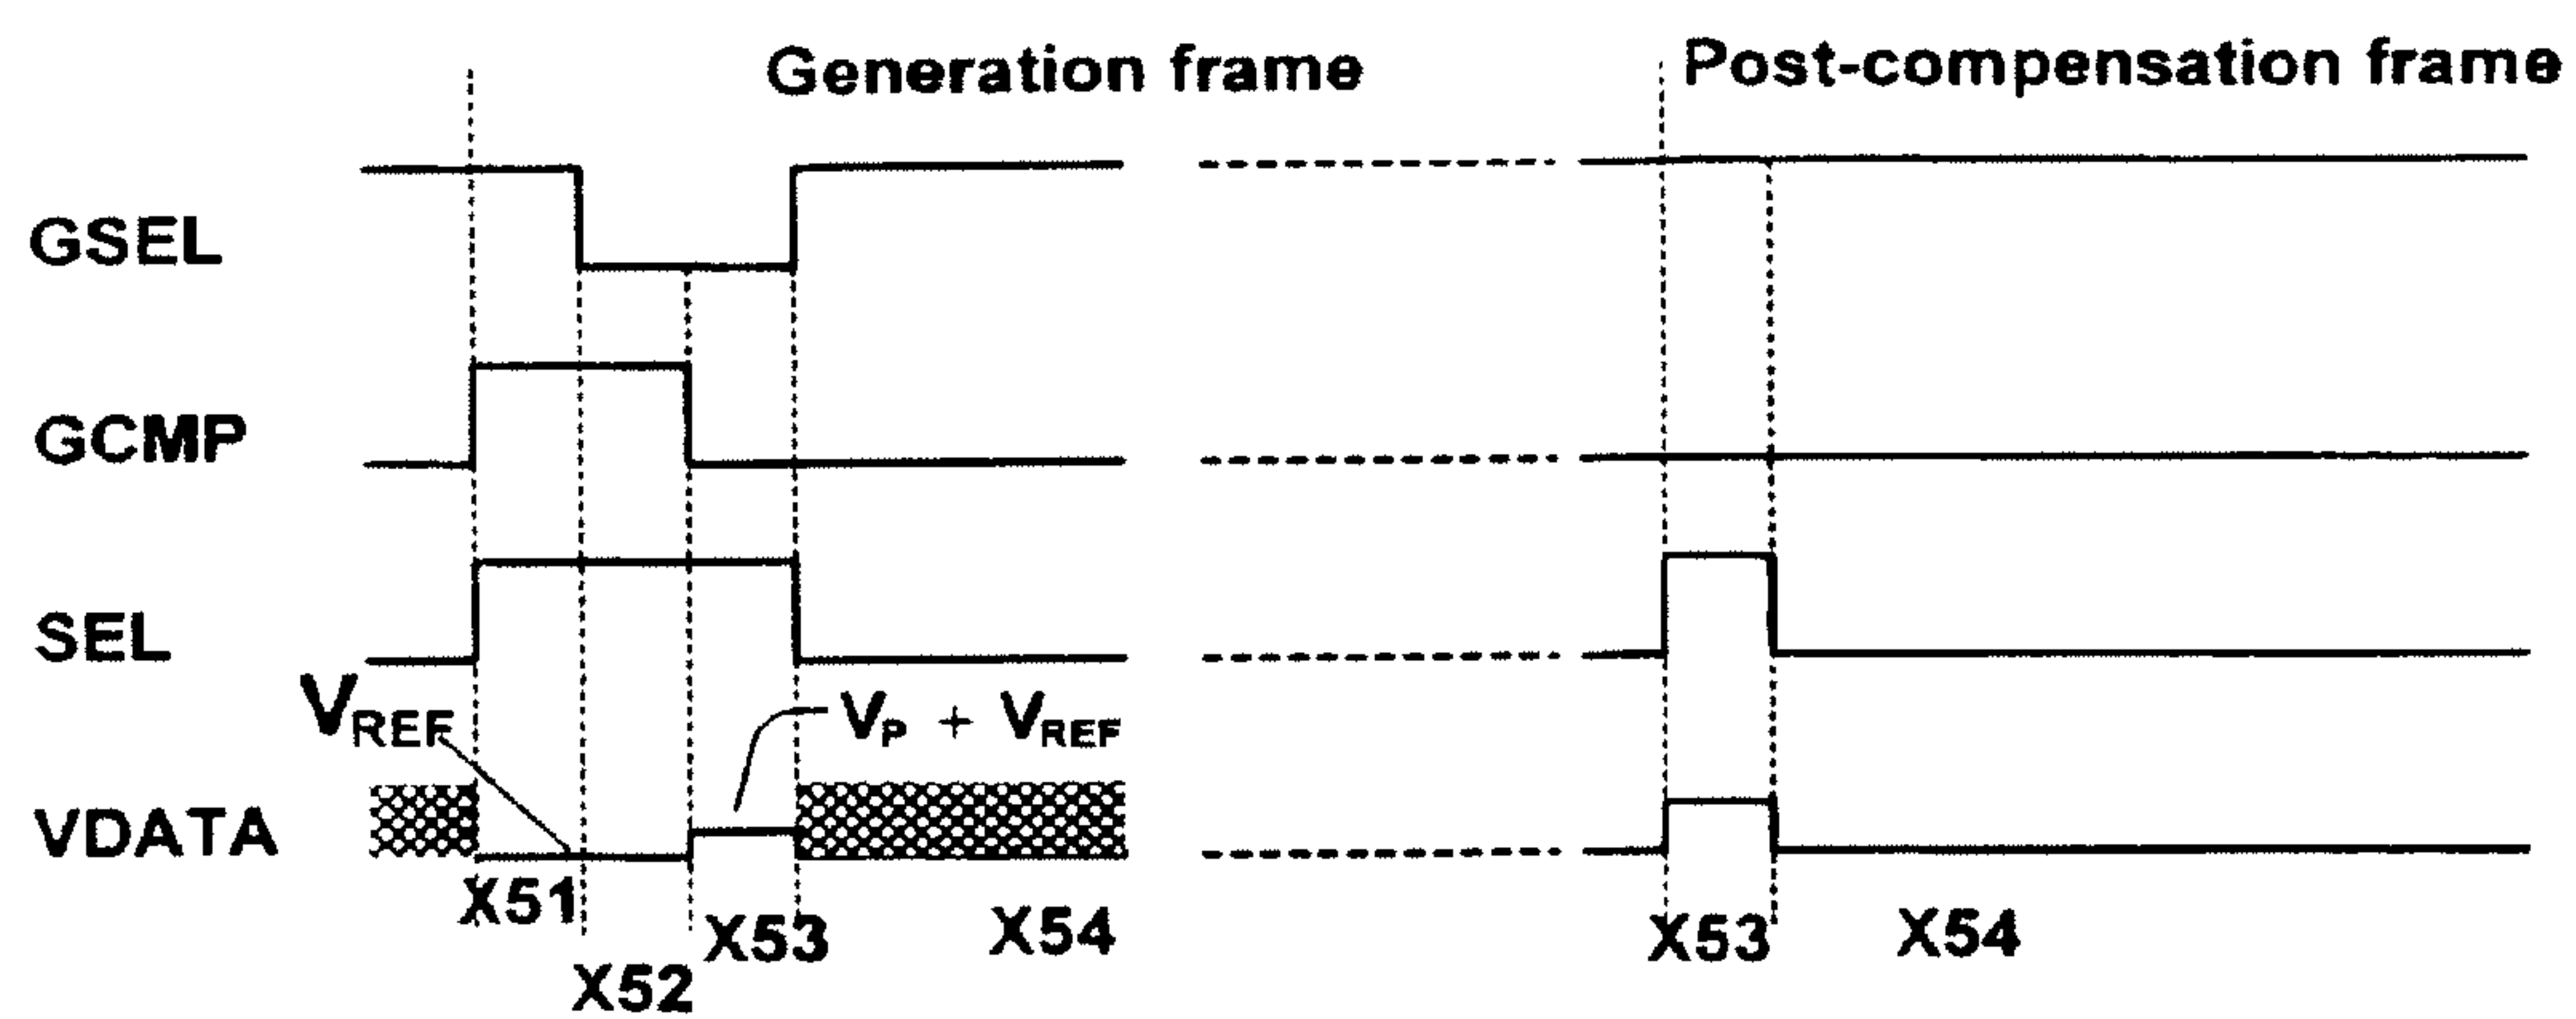 Generation frame
Post-compensation frame
GSEL
GCMP
SEL
VREF
VP + VREF
VDATA
X51
X52
X53
X54
X53
X54